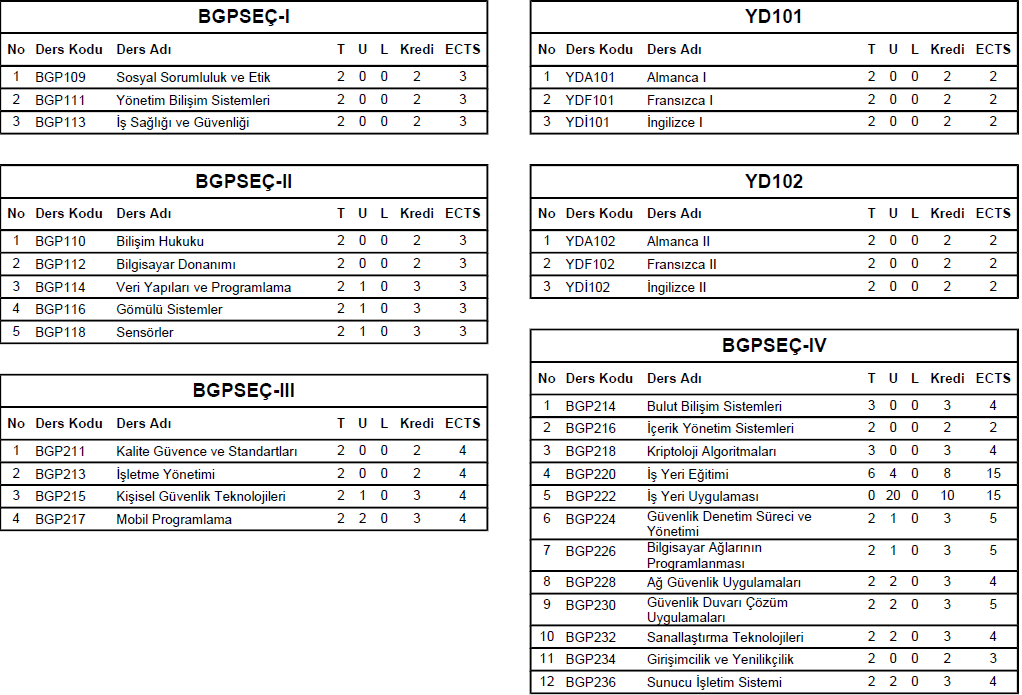 BGPSEÇ-I
No Ders Kodu Ders Adı T U L Kredi ECTS
1 BGP109 Sosyal Sorumluluk ve Etik 2 0 0 2 3
2 BGP111 Yönetim Bilişim Sistemleri 2 0 0 2 3
3 BGP113 İş Sağlığı ve Güvenliği 2 0 0 2 3
BGPSEÇ-II
No Ders Kodu Ders Adı T U L Kredi ECTS
1 BGP110 Bilişim Hukuku 2 0 0 2 3
2 BGP112 Bilgisayar Donanımı 2 0 0 2 3
3 BGP114 Veri Yapıları ve Programlama 2 1 0 3 3
4 BGP116 Gömülü Sistemler 2 1 0 3 3
5 BGP118 Sensörler 2 1 0 3 3
BGPSEÇ-III
No Ders Kodu Ders Adı T U L Kredi ECTS
1 BGP211 Kalite Güvence ve Standartları 2 0 0 2 4
2 BGP213 İşletme Yönetimi 2 0 0 2 4
3 BGP215 Kişisel Güvenlik Teknolojileri 2 1 0 3 4
4 BGP217 Mobil Programlama 2 2 0 3 4
YD101
No Ders Kodu Ders Adı T U L Kredi ECTS
1 YDA101 Almanca I 2 0 0 2 2
2 YDF101 Fransızca I 2 0 0 2 2
3 YDİ101 İngilizce I 2 0 0 2 2
YD102
No Ders Kodu Ders Adı T U L Kredi ECTS
1 YDA102 Almanca II 2 0 0 2 2
2 YDF102 Fransızca II 2 0 0 2 2
3 YDİ102 İngilizce II 2 0 0 2 2
BGPSEÇ-IV
No Ders Kodu Ders Adı T U L Kredi ECTS
1 BGP214 Bulut Bilişim Sistemleri 3 0 0 3 4
2 BGP216 İçerik Yönetim Sistemleri 2 0 0 2 2
3 BGP218 Kriptoloji Algoritmaları 3 0 0 3 4
4 BGP220 İş Yeri Eğitimi 6 4 0 8 15
5 BGP222 İş Yeri Uygulaması 0 20 0 10 15
6 BGP224 Güvenlik Denetim Süreci ve 2 1 0 3 5
Yönetimi
7 BGP226 Bilgisayar Ağlarının 2 1 0 3 5
Programlanması
8 BGP228 Ağ Güvenlik Uygulamaları 2 2 0 3 4
9 BGP230 Güvenlik Duvarı Çözüm 2 2 0 3 5
Uygulamaları
10 BGP232 Sanallaştırma Teknolojileri 2 2 0 3 4
11 BGP234 Girişimcilik ve Yenilikçilik 2 0 0 2 3
12 BGP236 Sunucu İşletim Sistemi 2 2 0 3 4